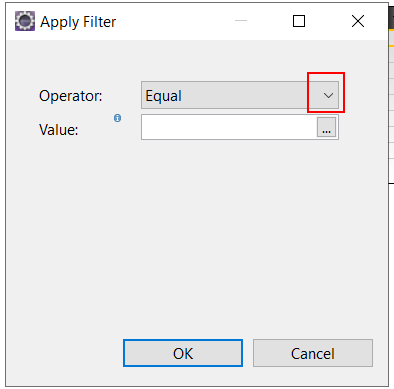 Apply Filter
Operator: Equal
Value: ...
OK Cancel